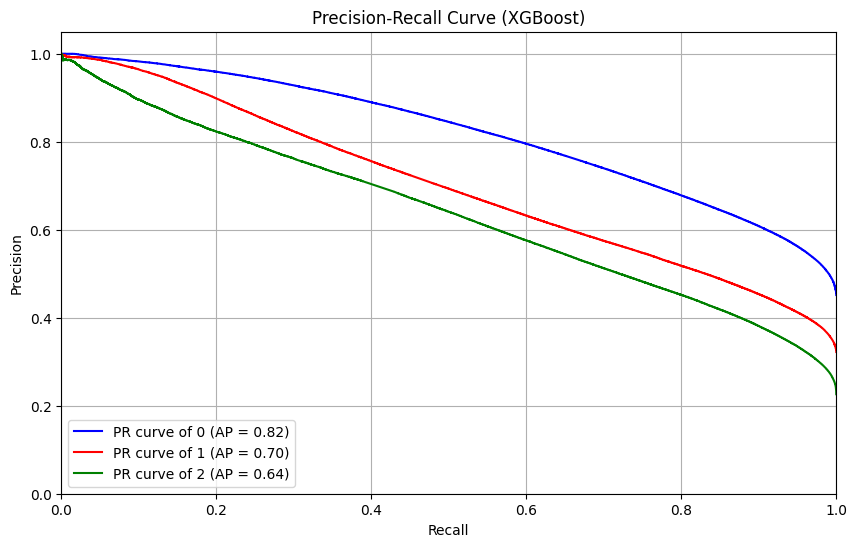 Precision-Recall Curve (XGBoost)
1.0
0.8
0.6
0.4
0.2
0.0
Precision
PR curve of 0 (AP = 0.82)
PR curve of 1 (AP = 0.70)
PR curve of 2 (AP = 0.64)
0.0 0.2 0.4 0.6 0.8 1.0
Recall